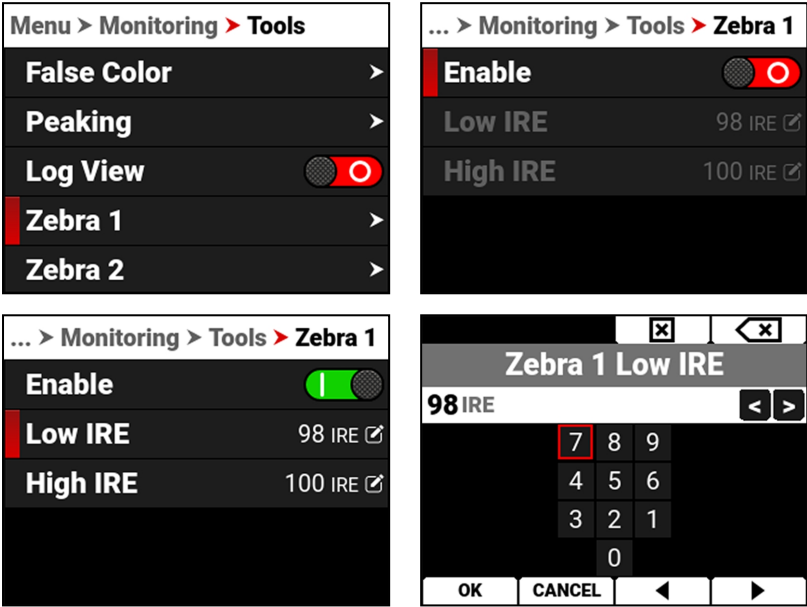 Menu > Monitoring > Tools
False Color >
Peaking >
Log View
Zebra 1 >
Zebra 2 >
... > Monitoring > Tools > Zebra 1
Enable
Low IRE 98 IRE
High IRE 100 IRE
... > Monitoring > Tools > Zebra 1
Enable
Low IRE 98 IRE
High IRE 100 IRE
Zebra 1 Low IRE
98 IRE < >
7 8 9
4 5 6
3 2 1
0
OK CANCEL